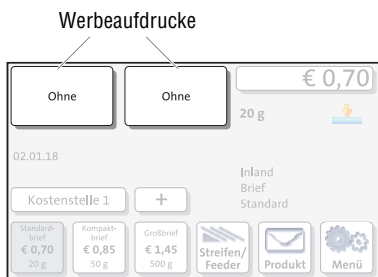 Werbeaufdrucke
Ohne
Ohne
€ 0,70
20 g
02.01.18
Inland
Brief
Standard
Kostenstelle 1
+
Standard-
brief
€ 0,70
20 g
Kompakt-
brief
€ 0,85
50 g
Großbrief
€ 1,45
500 g
Streifen/
Feeder
Produkt
Menü